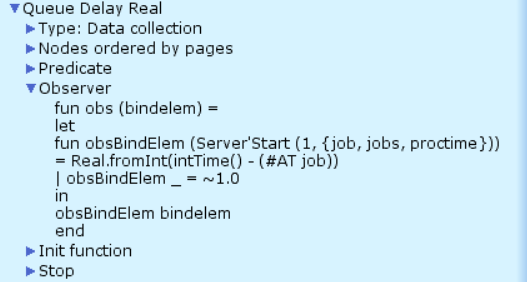 Queue Delay Real
Type: Data collection
Nodes ordered by pages
Predicate
Observer
fun obs (bindelem) =
let
fun obsBindElem (Server'Start (1, {job, jobs, proctime}))
= Real.fromInt(intTime() - (#AT job))
| obsBindElem _ = ~1.0
in
obsBindElem bindelem
end
Init function
Stop